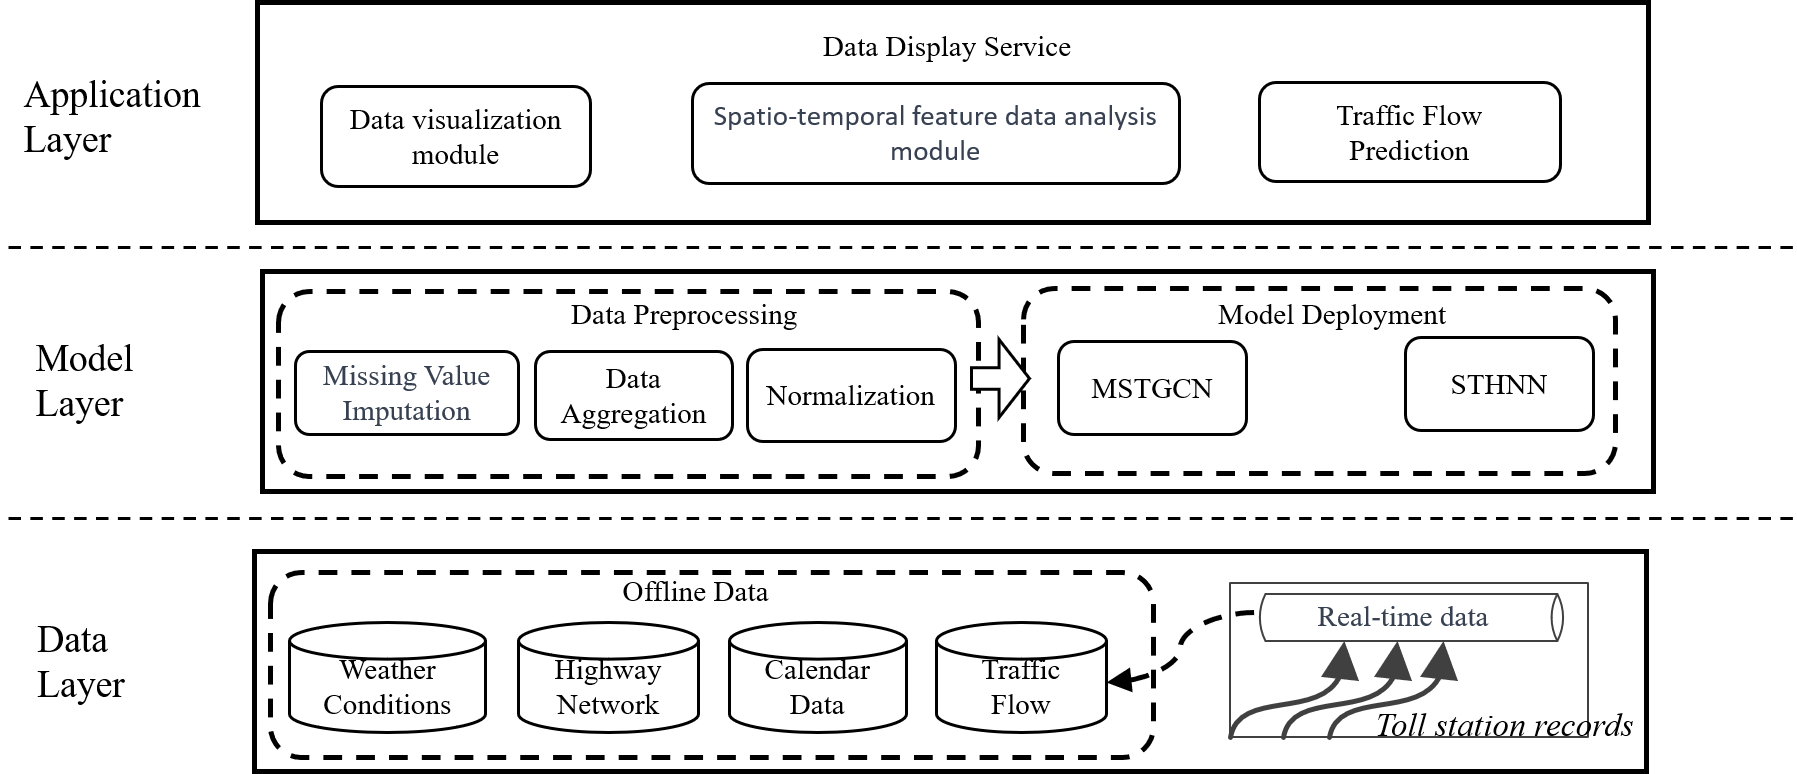 Application
Layer
Data Display Service
Data visualization
module
Spatio-temporal feature data analysis
module
Traffic Flow
Prediction
Model
Layer
Data Preprocessing
Missing Value
Imputation
Data
Aggregation
Normalization
Model Deployment
MSTGCN
STHNN
Data
Layer
Offline Data
Weather
Conditions
Highway
Network
Calendar
Data
Traffic
Flow
Real-time data
Toll station records